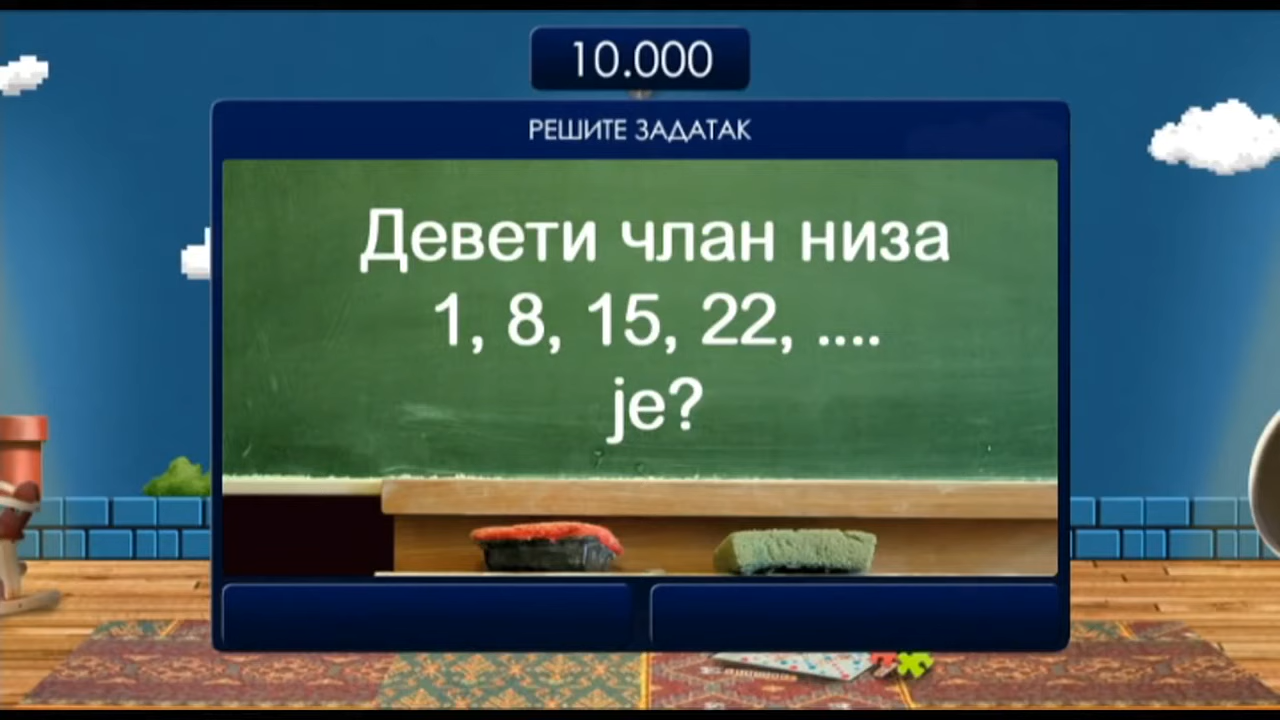 10.000
РЕШИТЕ ЗАДАТАК
Девети члан низа
1, 8, 15, 22, ....
је?